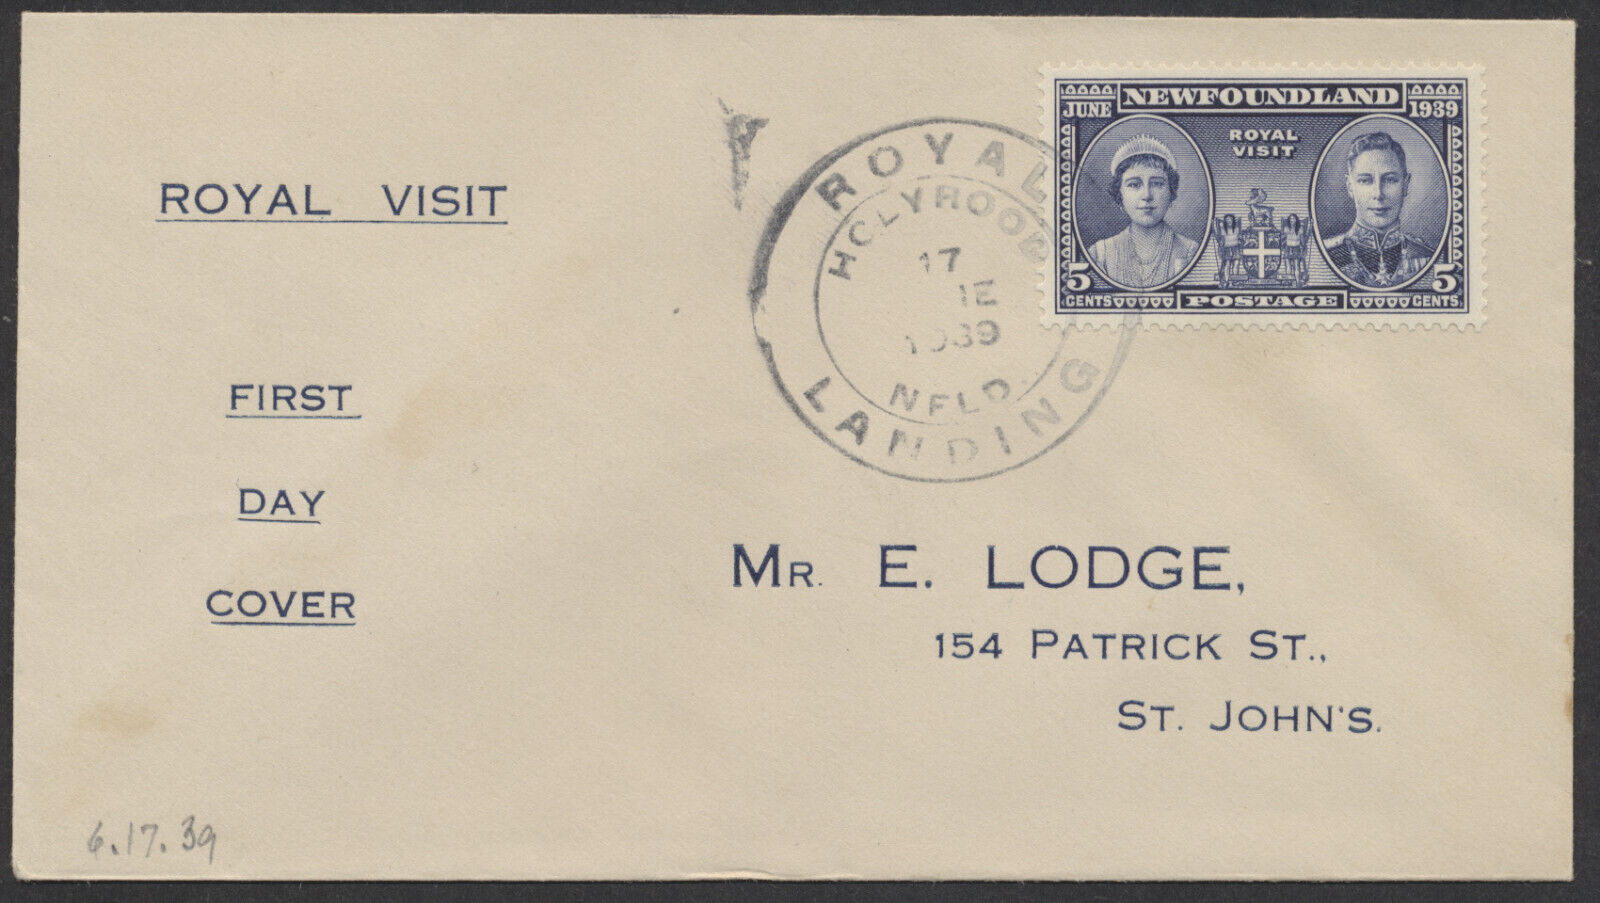 ROYAL VISIT
FIRST
DAY
COVER
6.17.39
ROYAL
HOLYROOD
17
1939
NFLD.
LANDING
JUNE NEWFOUNDLAND 1939
ROYAL
VISIT
5 5
CENTS POSTAGE CENTS
MR. E. LODGE,
154 PATRICK ST.,
ST. JOHN'S.